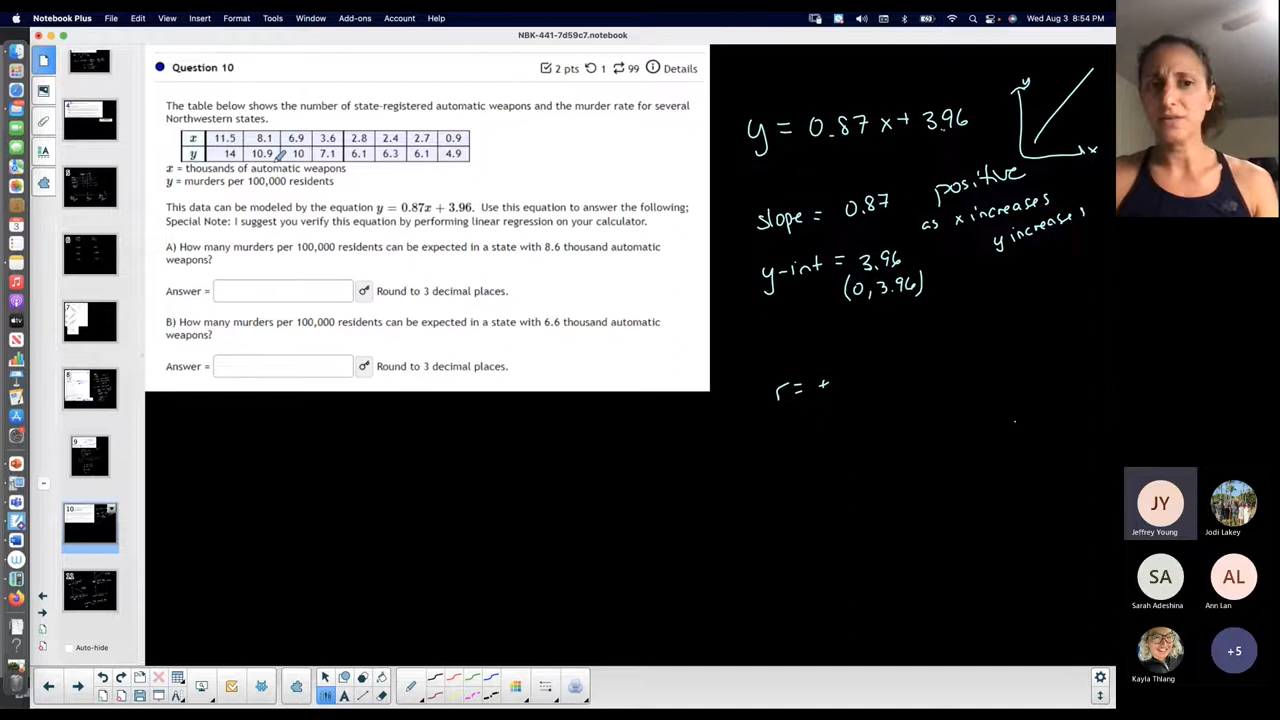 Notebook Plus File Edit View Insert Format Tools Window Add-ons Account Help
Wed Aug 3 8:54 PM
NBK-441-7d59c7.notebook
Question 10
2 pts 1 99 Details
The table below shows the number of state-registered automatic weapons and the murder rate for several
Northwestern states.
x 11.5 8.1 6.9 3.6 2.8 2.4 2.7 0.9
y 14 10.9 10 7.1 6.1 6.3 6.1 4.9
x = thousands of automatic weapons
y = murders per 100,000 residents
This data can be modeled by the equation y = 0.87x + 3.96. Use this equation to answer the following;
Special Note: I suggest you verify this equation by performing linear regression on your calculator.
A) How many murders per 100,000 residents can be expected in a state with 8.6 thousand automatic
weapons?
Answer = Round to 3 decimal places.
B) How many murders per 100,000 residents can be expected in a state with 6.6 thousand automatic
weapons?
Answer = Round to 3 decimal places.
y = 0.87 x + 3.96
y
x
slope = 0.87
positive
as x increases
y increases
y-int = 3.96
(0, 3.96)
r = +
4
5
6
7
8
9
10
Auto-hide
JY
Jeffrey Young
Jodi Lakey
SA
Sarah Adeshina
AL
Ann Lan
Kayla Thlang
+5